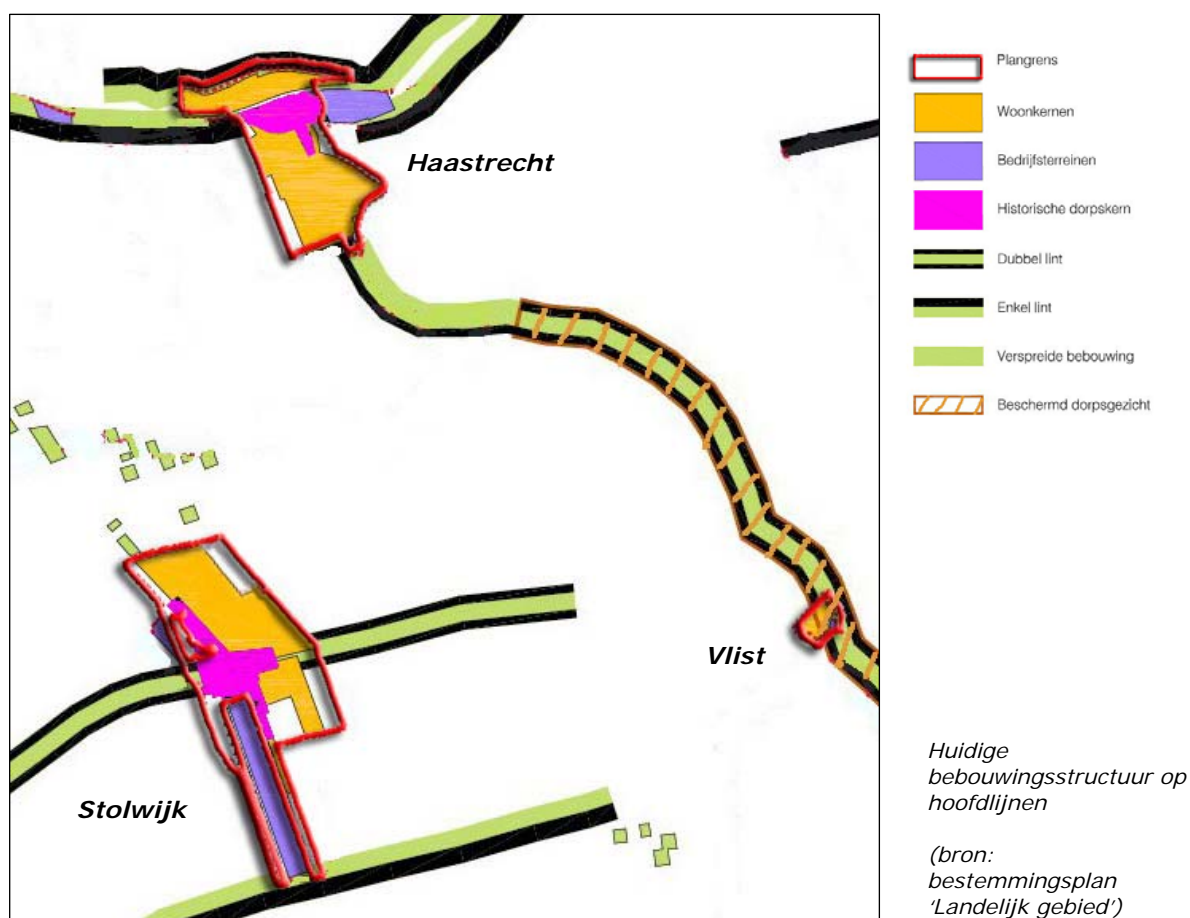 Haastrecht
Vlist
Stolwijk
Plangrens
Woonkernen
Bedrijfsterreinen
Historische dorpskern
Dubbel lint
Enkel lint
Verspreide bebouwing
Beschermd dorpsgezicht
Huidige
bebouwingsstructuur op
hoofdlijnen
(bron:
bestemmingsplan
'Landelijk gebied')